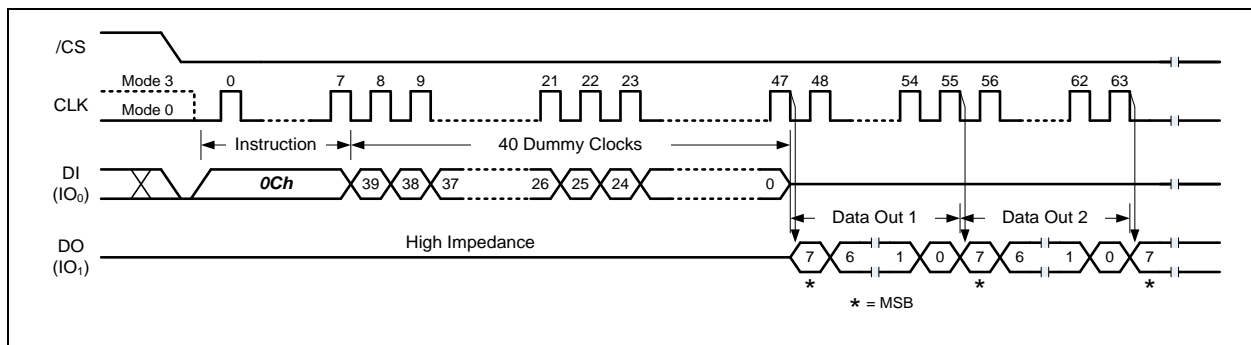 /CS
Mode 3 0 7 8 9 21 22 23 47 48 54 55 56 62 63
CLK
Mode 0
Instruction 40 Dummy Clocks
DI
(IO0)
0Ch 39 38 37 26 25 24 0
Data Out 1 Data Out 2
DO
(IO1)
High Impedance 7 6 1 0 7 6 1 0 7
* * *
* = MSB